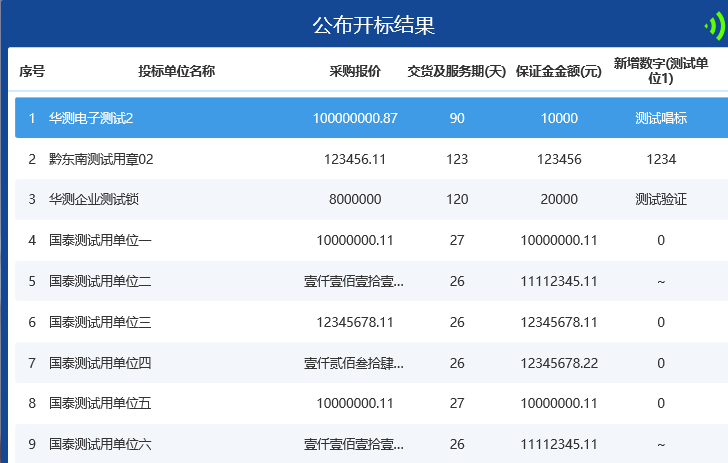 公布开标结果
序号 投标单位名称 采购报价 交货及服务期(天) 保证金金额(元) 新增数字(测试单位1)
1 华测电子测试2 100000000.87 90 10000 测试唱标
2 黔东南测试用章02 123456.11 123 123456 1234
3 华测企业测试锁 8000000 120 20000 测试验证
4 国泰测试用单位一 10000000.11 27 10000000.11 0
5 国泰测试用单位二 壹仟壹佰壹拾壹... 26 11112345.11 ~
6 国泰测试用单位三 12345678.11 26 12345678.11 0
7 国泰测试用单位四 壹仟贰佰叁拾肆... 26 12345678.22 0
8 国泰测试用单位五 10000000.11 27 10000000.11 0
9 国泰测试用单位六 壹仟壹佰壹拾壹... 26 11112345.11 ~